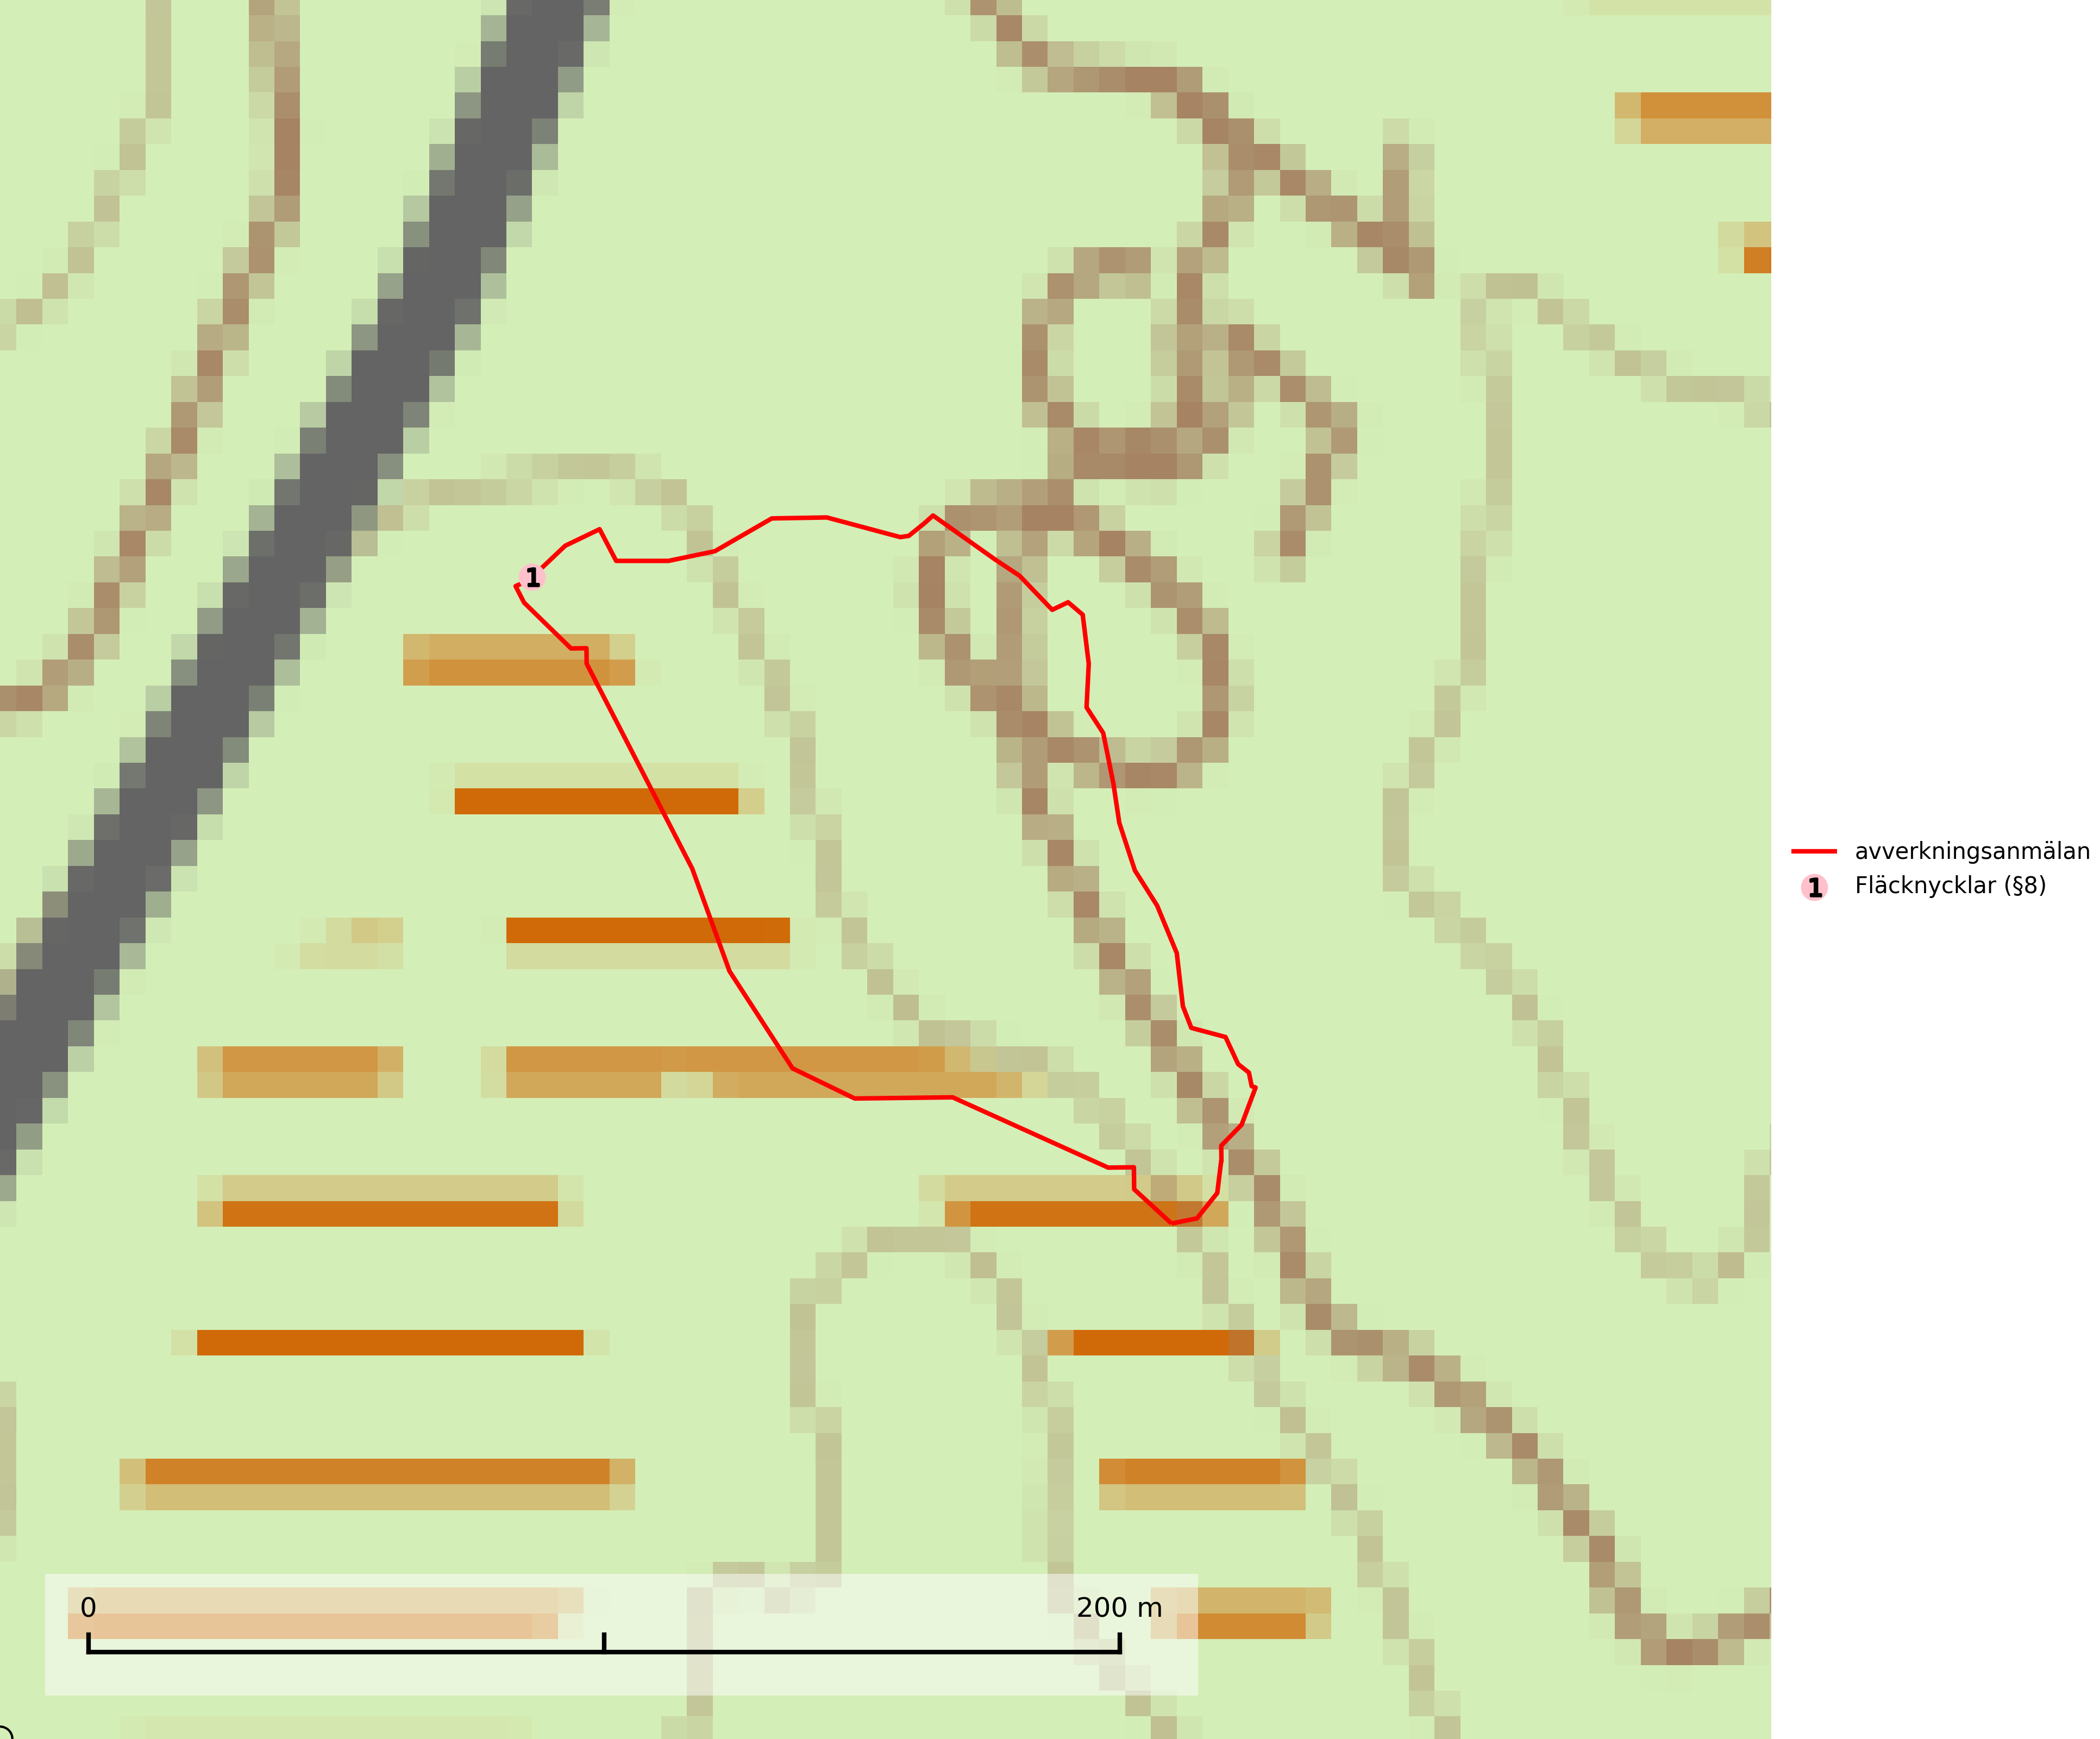 1
avverkningsanmälan
1 Fläcknycklar (§8)
0 200 m